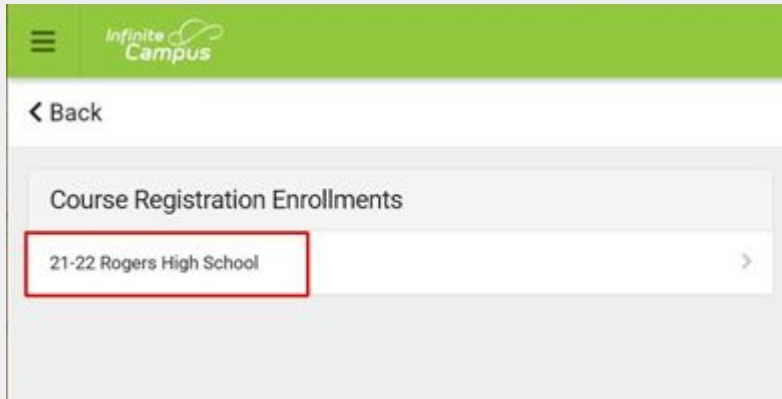 Infinite
Campus
Back
Course Registration Enrollments
21-22 Rogers High School